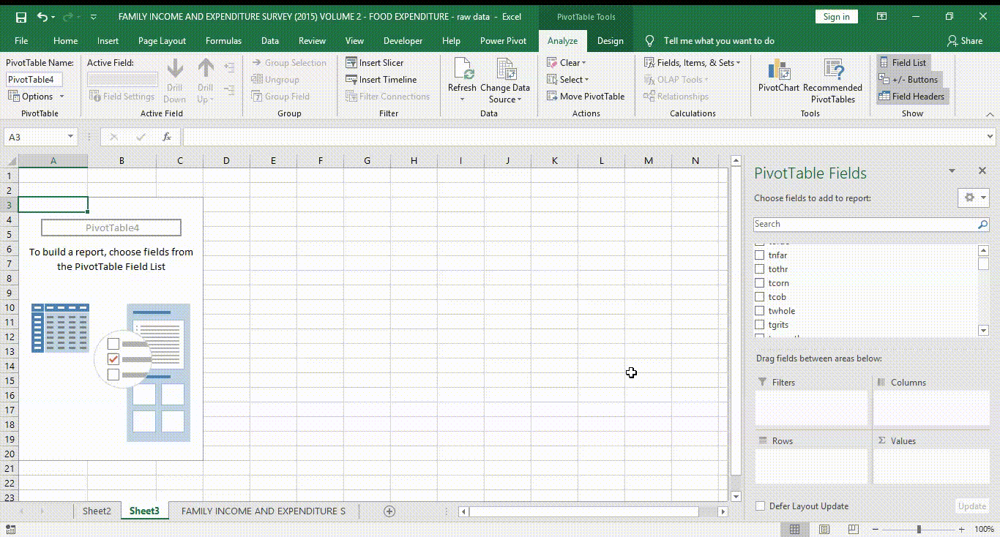 FAMILY INCOME AND EXPENDITURE SURVEY (2015) VOLUME 2 - FOOD EXPENDITURE - raw data - Excel
PivotTable Tools
Sign in
File Home Insert Page Layout Formulas Data Review View Developer Help Power Pivot Analyze Design Tell me what you want to do Share
PivotTable Name:
PivotTable4
Options
PivotTable
Active Field:
Field Settings
Drill Down
Drill Up
Active Field
Group Selection
Ungroup
Group Field
Group
Insert Slicer
Insert Timeline
Filter Connections
Filter
Refresh
Change Data Source
Data
Clear
Select
Move PivotTable
Actions
Fields, Items, & Sets
OLAP Tools
Relationships
Calculations
PivotChart
Recommended PivotTables
Tools
Field List
+/- Buttons
Field Headers
Show
A3
fx
A B C D E F G H I J K L M N
1
2
3
4
5
6
7
8
9
10
11
12
13
14
15
16
17
18
19
20
21
22
23
PivotTable4
To build a report, choose fields from
the PivotTable Field List
PivotTable Fields
Choose fields to add to report:
Search
tnfar
tothr
tcorn
tcob
twhole
tgrits
Drag fields between areas below:
Filters
Columns
Rows
Σ Values
Defer Layout Update
Update
Sheet2 Sheet3 FAMILY INCOME AND EXPENDITURE S
100%